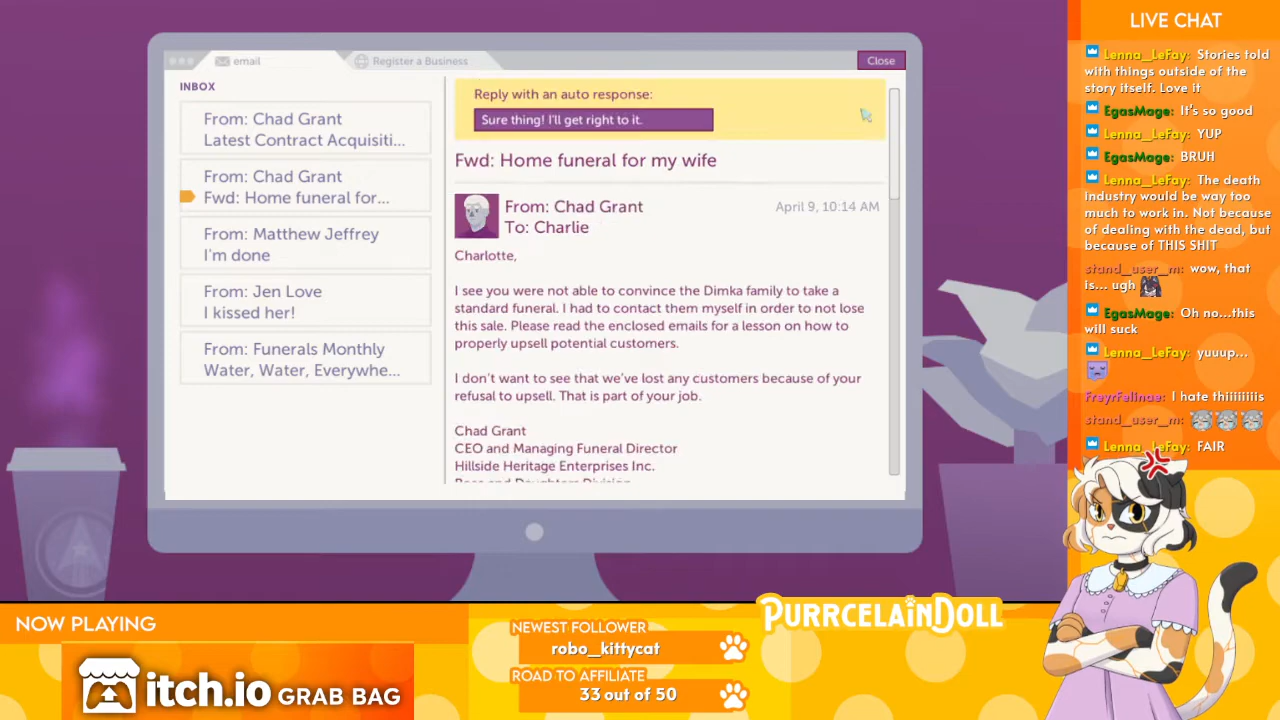 email
Register a Business
Close
INBOX
From: Chad Grant
Latest Contract Acquisiti...
From: Chad Grant
Fwd: Home funeral for...
From: Matthew Jeffrey
I'm done
From: Jen Love
I kissed her!
From: Funerals Monthly
Water, Water, Everywhe...
Reply with an auto response:
Sure thing! I'll get right to it.
Fwd: Home funeral for my wife
From: Chad Grant
To: Charlie
April 9, 10:14 AM
Charlotte,
I see you were not able to convince the Dimka family to take a
standard funeral. I had to contact them myself in order to not lose
this sale. Please read the enclosed emails for a lesson on how to
properly upsell potential customers.
I don't want to see that we've lost any customers because of your
refusal to upsell. That is part of your job.
Chad Grant
CEO and Managing Funeral Director
Hillside Heritage Enterprises Inc.
LIVE CHAT
Lenna_LeFay: Stories told
with things outside of the
story itself. Love it
EgasMage: It's so good
Lenna_LeFay: YUP
EgasMage: BRUH
Lenna_LeFay: The death
industry would be way too
much to work in. Not because
of dealing with the dead, but
because of THIS SHIT
stand_user_m: wow, that
is... ugh
EgasMage: Oh no...this
will suck
Lenna_LeFay: yuuup...
FreyrFelinae: I hate thiiiiiiiis
stand_user_m:
Lenna_LeFay: FAIR
NOW PLAYING
itch.io GRAB BAG
NEWEST FOLLOWER
robo_kittycat
ROAD TO AFFILIATE
33 out of 50
PURRCELAINDOLL